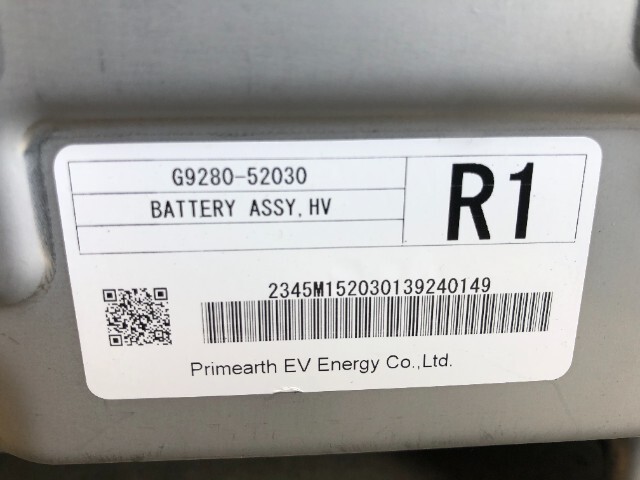 G9280-52030
BATTERY ASSY,HV
R1
2345M152030139240149
Primearth EV Energy Co.,Ltd.